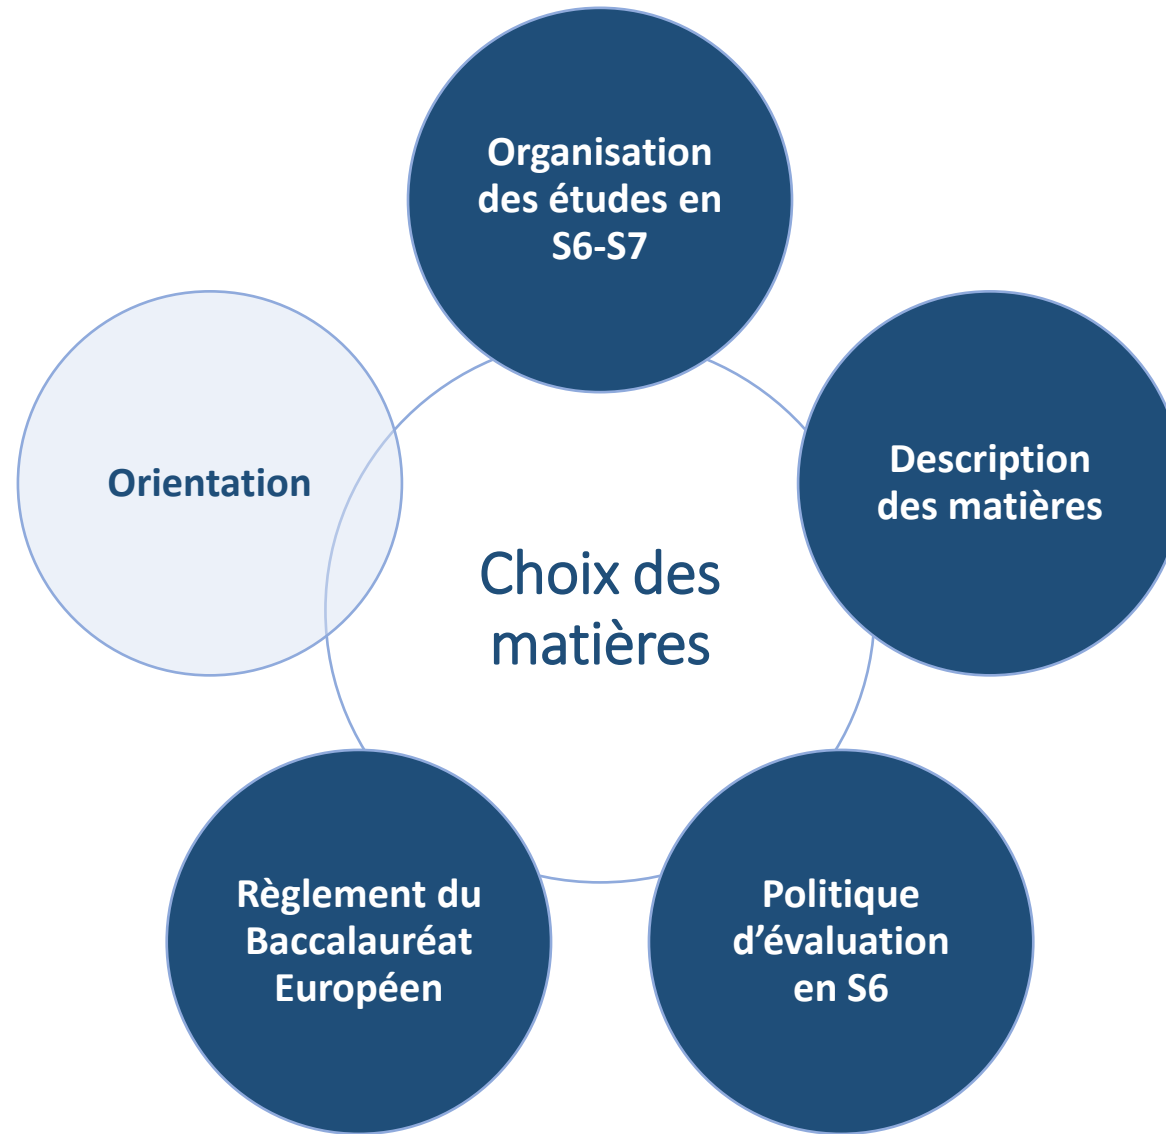 Organisation
des études en
S6-S7
Orientation
Description
des matières
Choix des
matières
Règlement du
Baccalauréat
Européen
Politique
d’évaluation
en S6